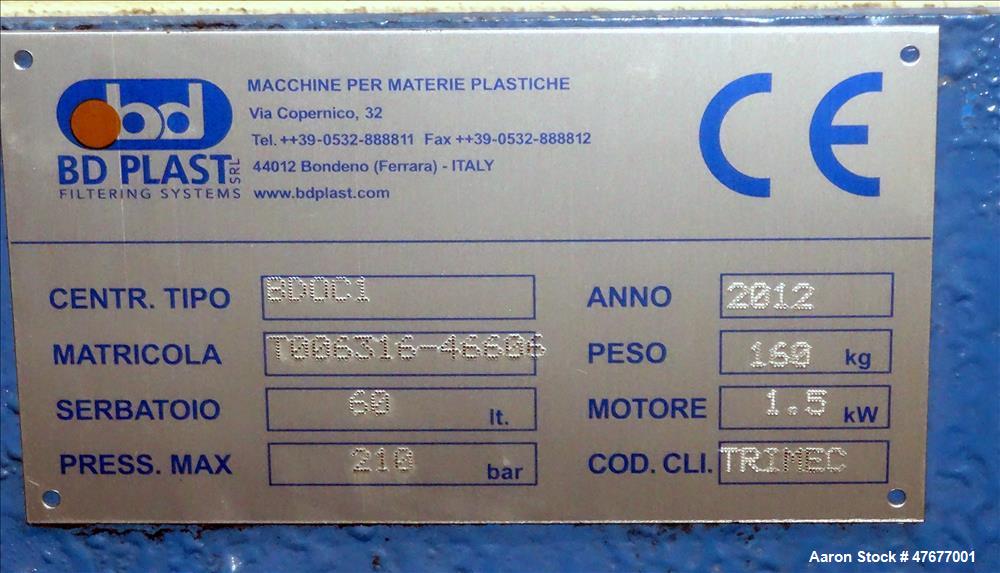 bd
BD PLAST SRL
FILTERING SYSTEMS
MACCHINE PER MATERIE PLASTICHE
Via Copernico, 32
Tel. ++39-0532-888811 Fax ++39-0532-888812
44012 Bondeno (Ferrara) - ITALY
www.bdplast.com
CE
CENTR. TIPO BDOC1 ANNO 2012
MATRICOLA T006316-46606 PESO 160 kg
SERBATOIO 60 lt. MOTORE 1.5 kW
PRESS. MAX 210 bar COD. CLI. TRIMEC
Aaron Stock # 47677001